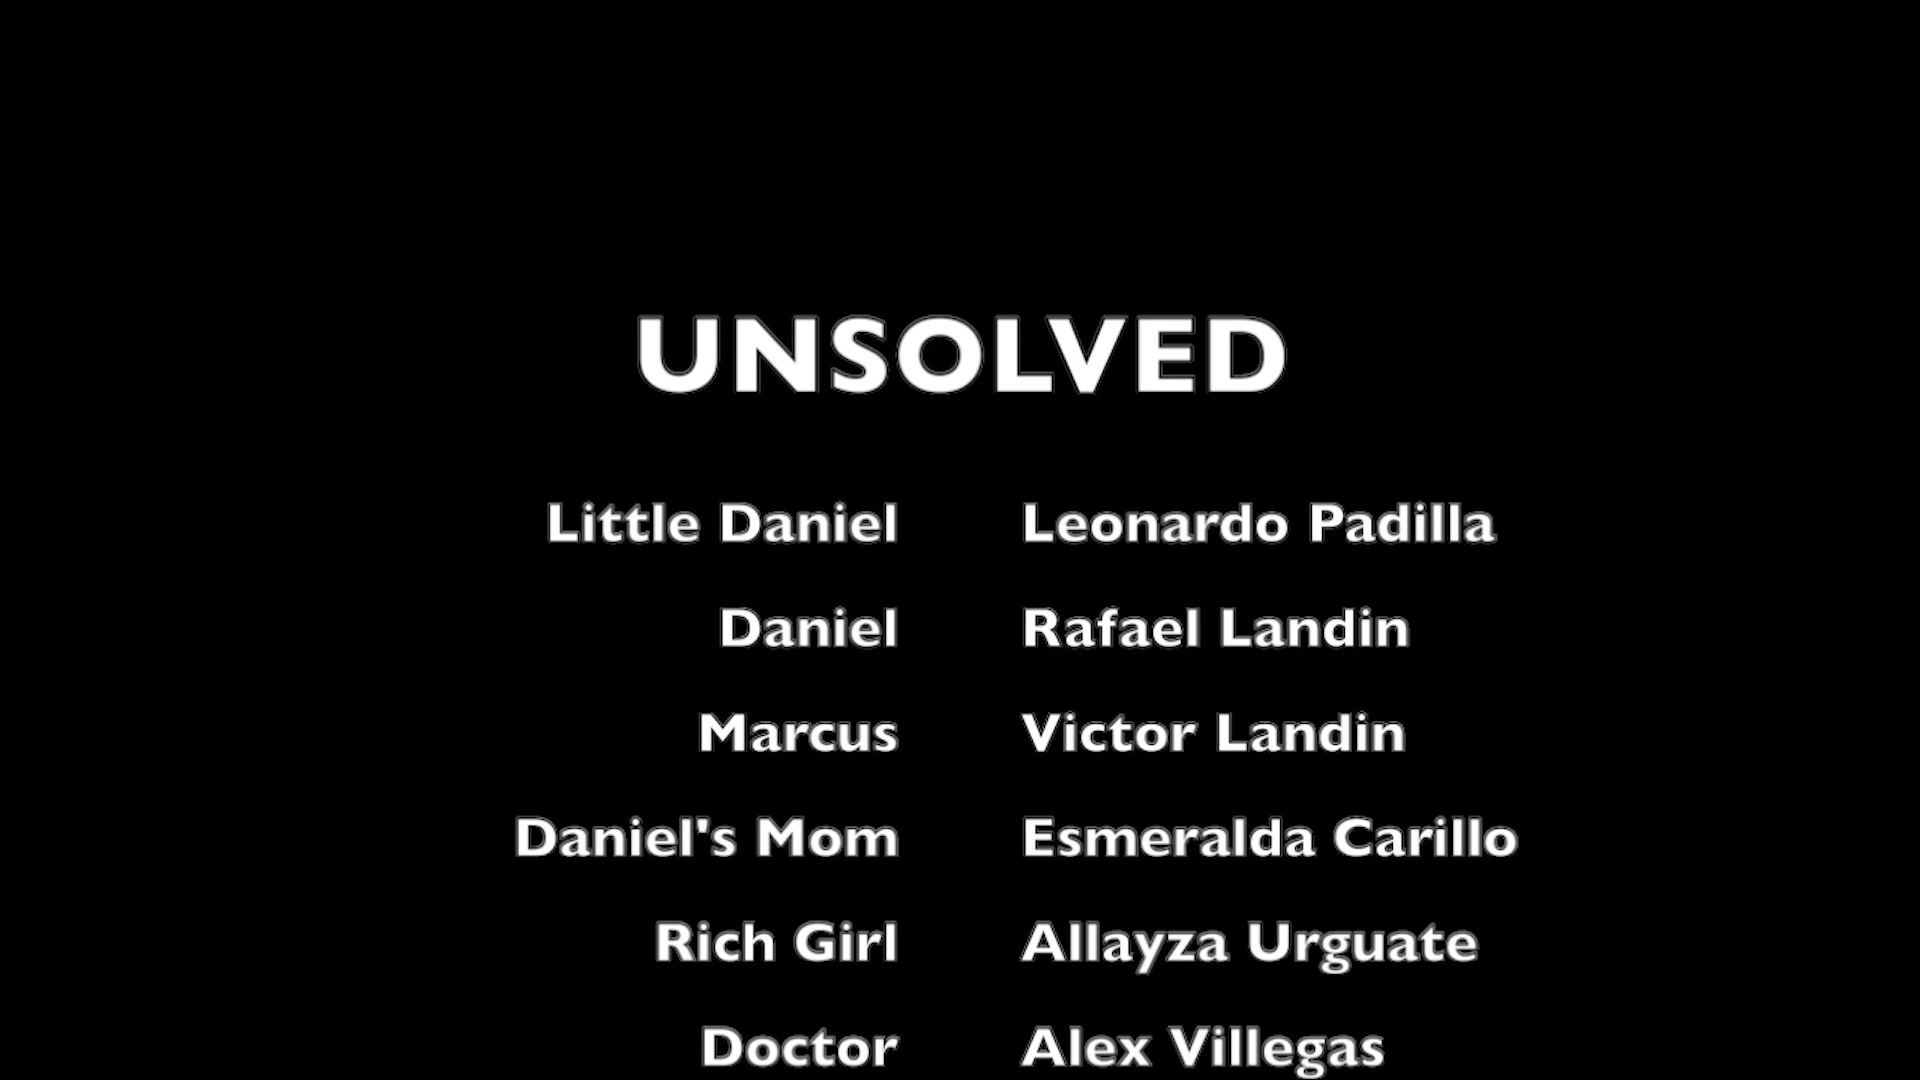 UNSOLVED
Little Daniel Leonardo Padilla
Daniel Rafael Landin
Marcus Victor Landin
Daniel's Mom Esmeralda Carillo
Rich Girl Allayza Urguate
Doctor Alex Villegas